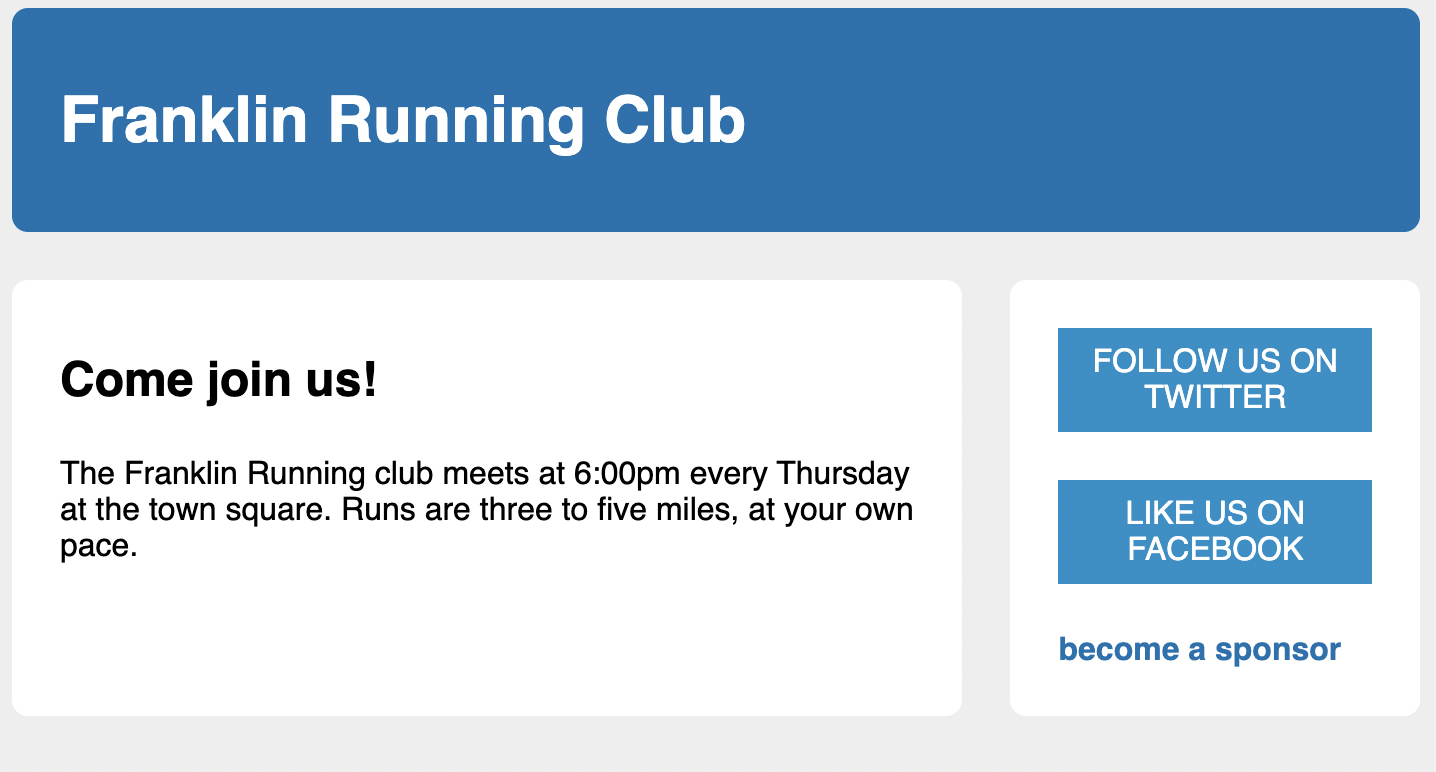 Franklin Running Club
Come join us!
The Franklin Running club meets at 6:00pm every Thursday
at the town square. Runs are three to five miles, at your own
pace.
FOLLOW US ON
TWITTER
LIKE US ON
FACEBOOK
become a sponsor